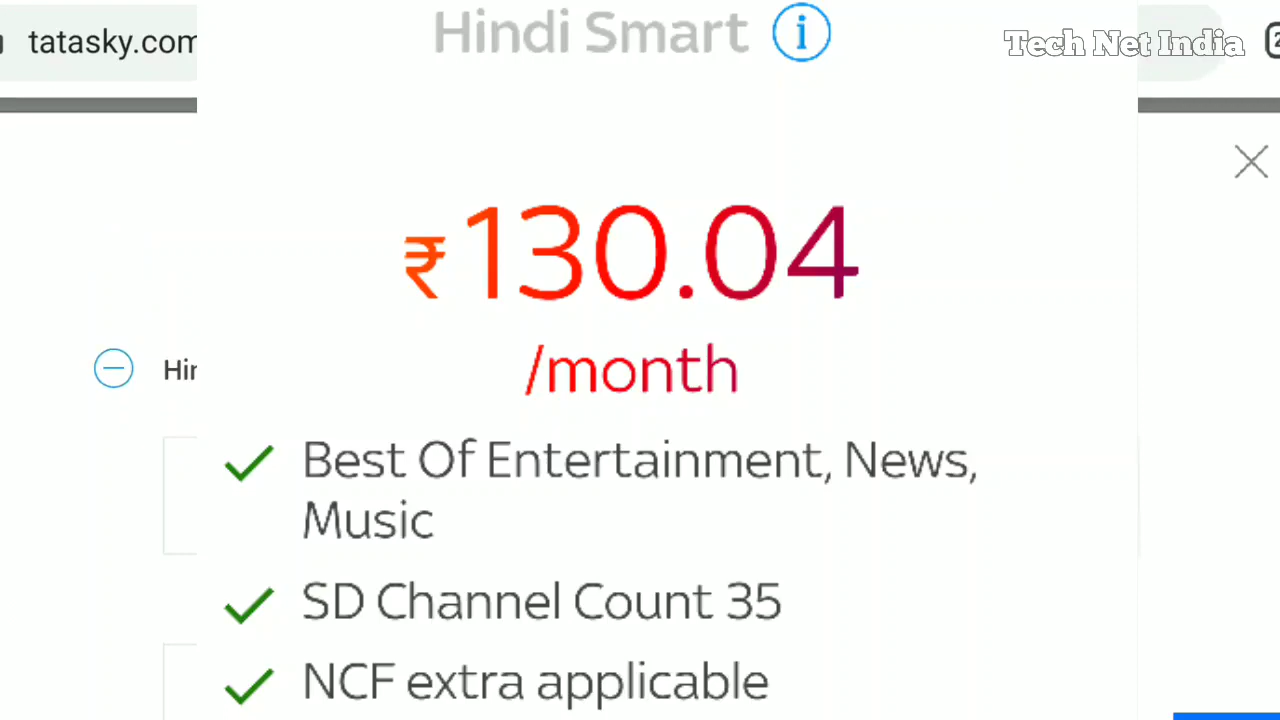 tatasky.com
Hindi Smart
Tech Net India
₹130.04
/month
Hin
Best Of Entertainment, News,
Music
SD Channel Count 35
NCF extra applicable